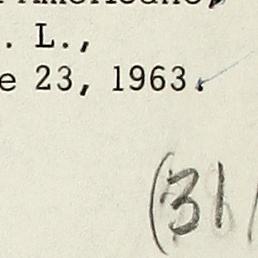 . L.,
e 23, 1963.
(31